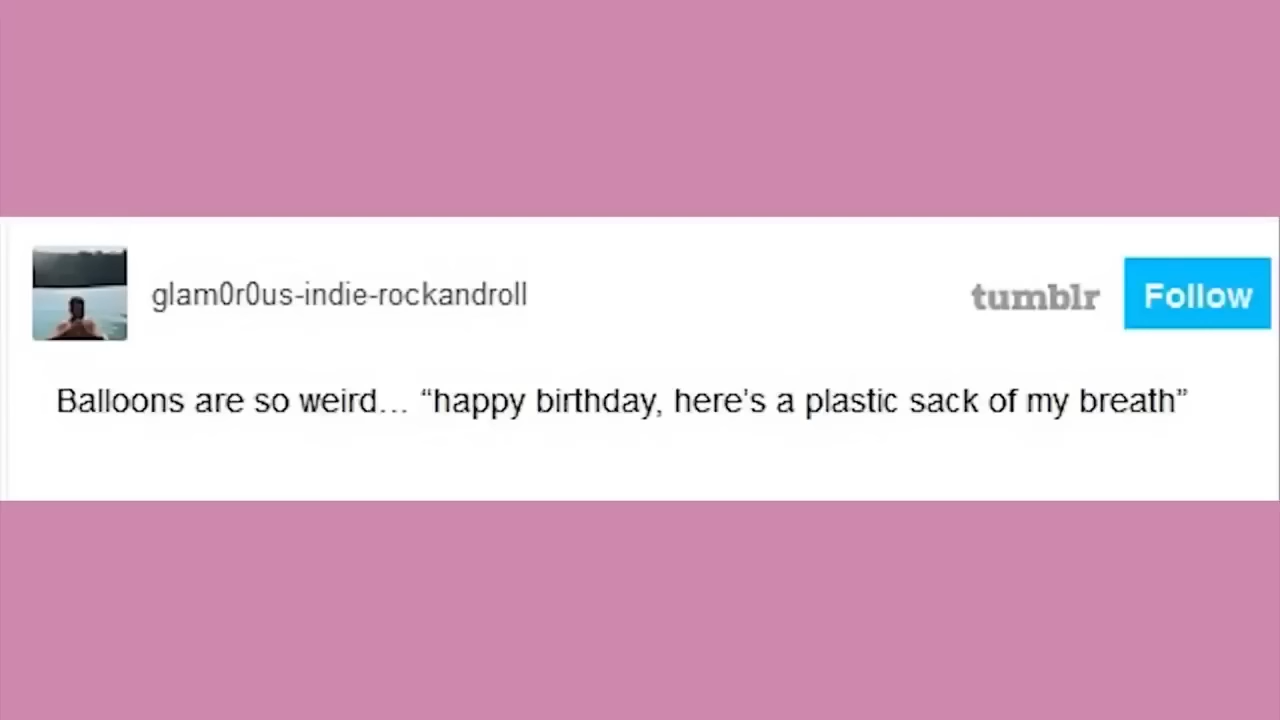 glam0r0us-indie-rockandroll
tumblr
Follow
Balloons are so weird... “happy birthday, here’s a plastic sack of my breath”